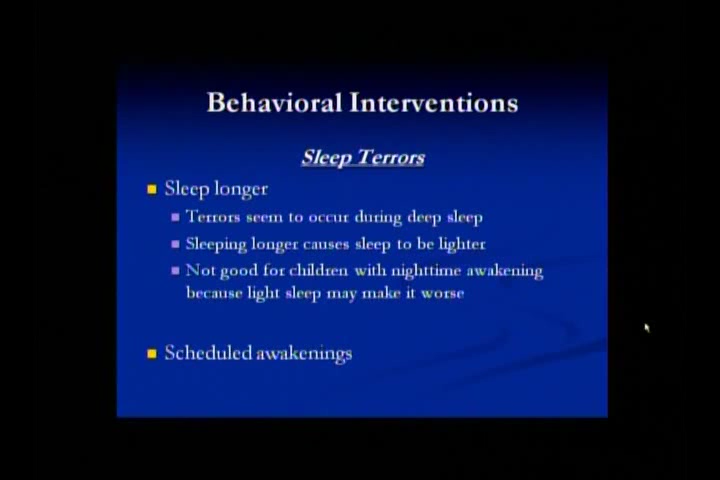 Behavioral Interventions
Sleep Terrors
Sleep longer
Terrors seem to occur during deep sleep
Sleeping longer causes sleep to be lighter
Not good for children with nighttime awakening
because light sleep may make it worse
Scheduled awakenings